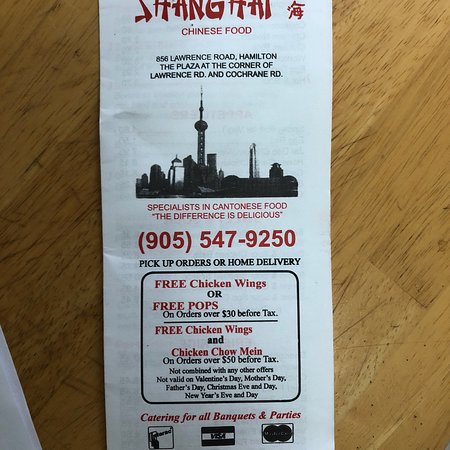 SHANGHAI 海
CHINESE FOOD
856 LAWRENCE ROAD, HAMILTON
THE PLAZA AT THE CORNER OF
LAWRENCE RD. AND COCHRANE RD.
SPECIALISTS IN CANTONESE FOOD
"THE DIFFERENCE IS DELICIOUS"
(905) 547-9250
PICK UP ORDERS OR HOME DELIVERY
FREE Chicken Wings
OR
FREE POPS
On Orders over $30 before Tax.
FREE Chicken Wings
and
Chicken Chow Mein
On Orders over $50 before Tax.
Not combined with any other offers
Not valid on Valentine's Day, Mother's Day,
Father's Day, Christmas Eve and Day,
New Year's Eve and Day
Catering for all Banquets & Parties
VISA
MasterCard